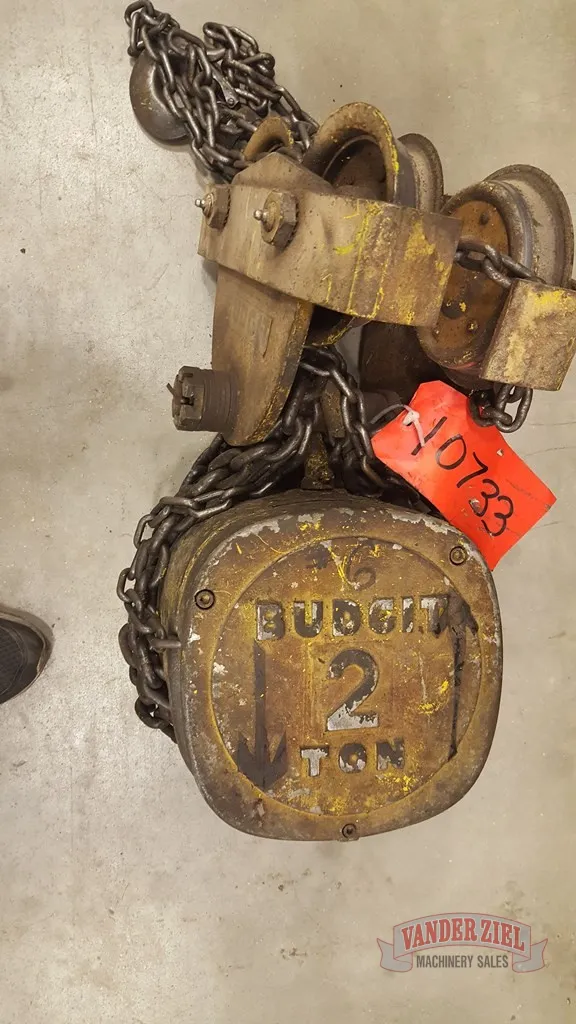 10733
6
BUDGIT
2
TON
VANDER ZIEL
MACHINERY SALES